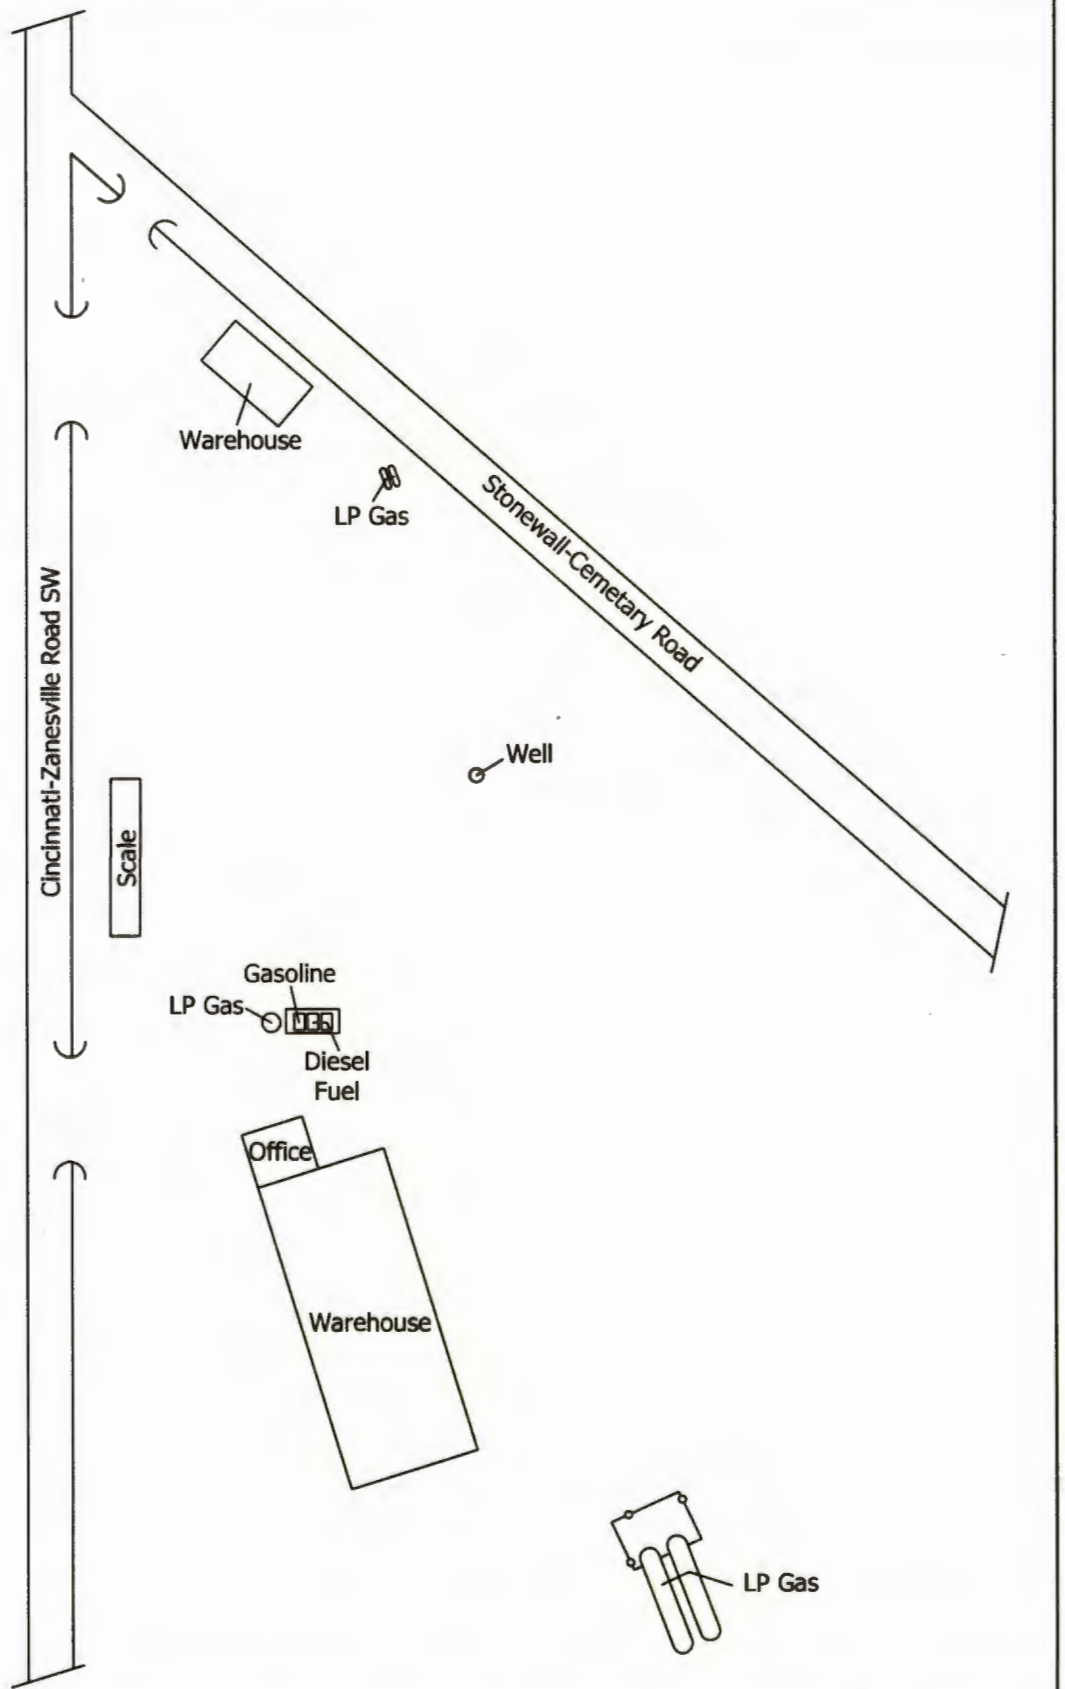 Warehouse
LP Gas
Stonewall-Cemetary Road
Cincinnati-Zanesville Road SW
Well
Scale
Gasoline
LP Gas
Diesel
Fuel
Office
Warehouse
LP Gas